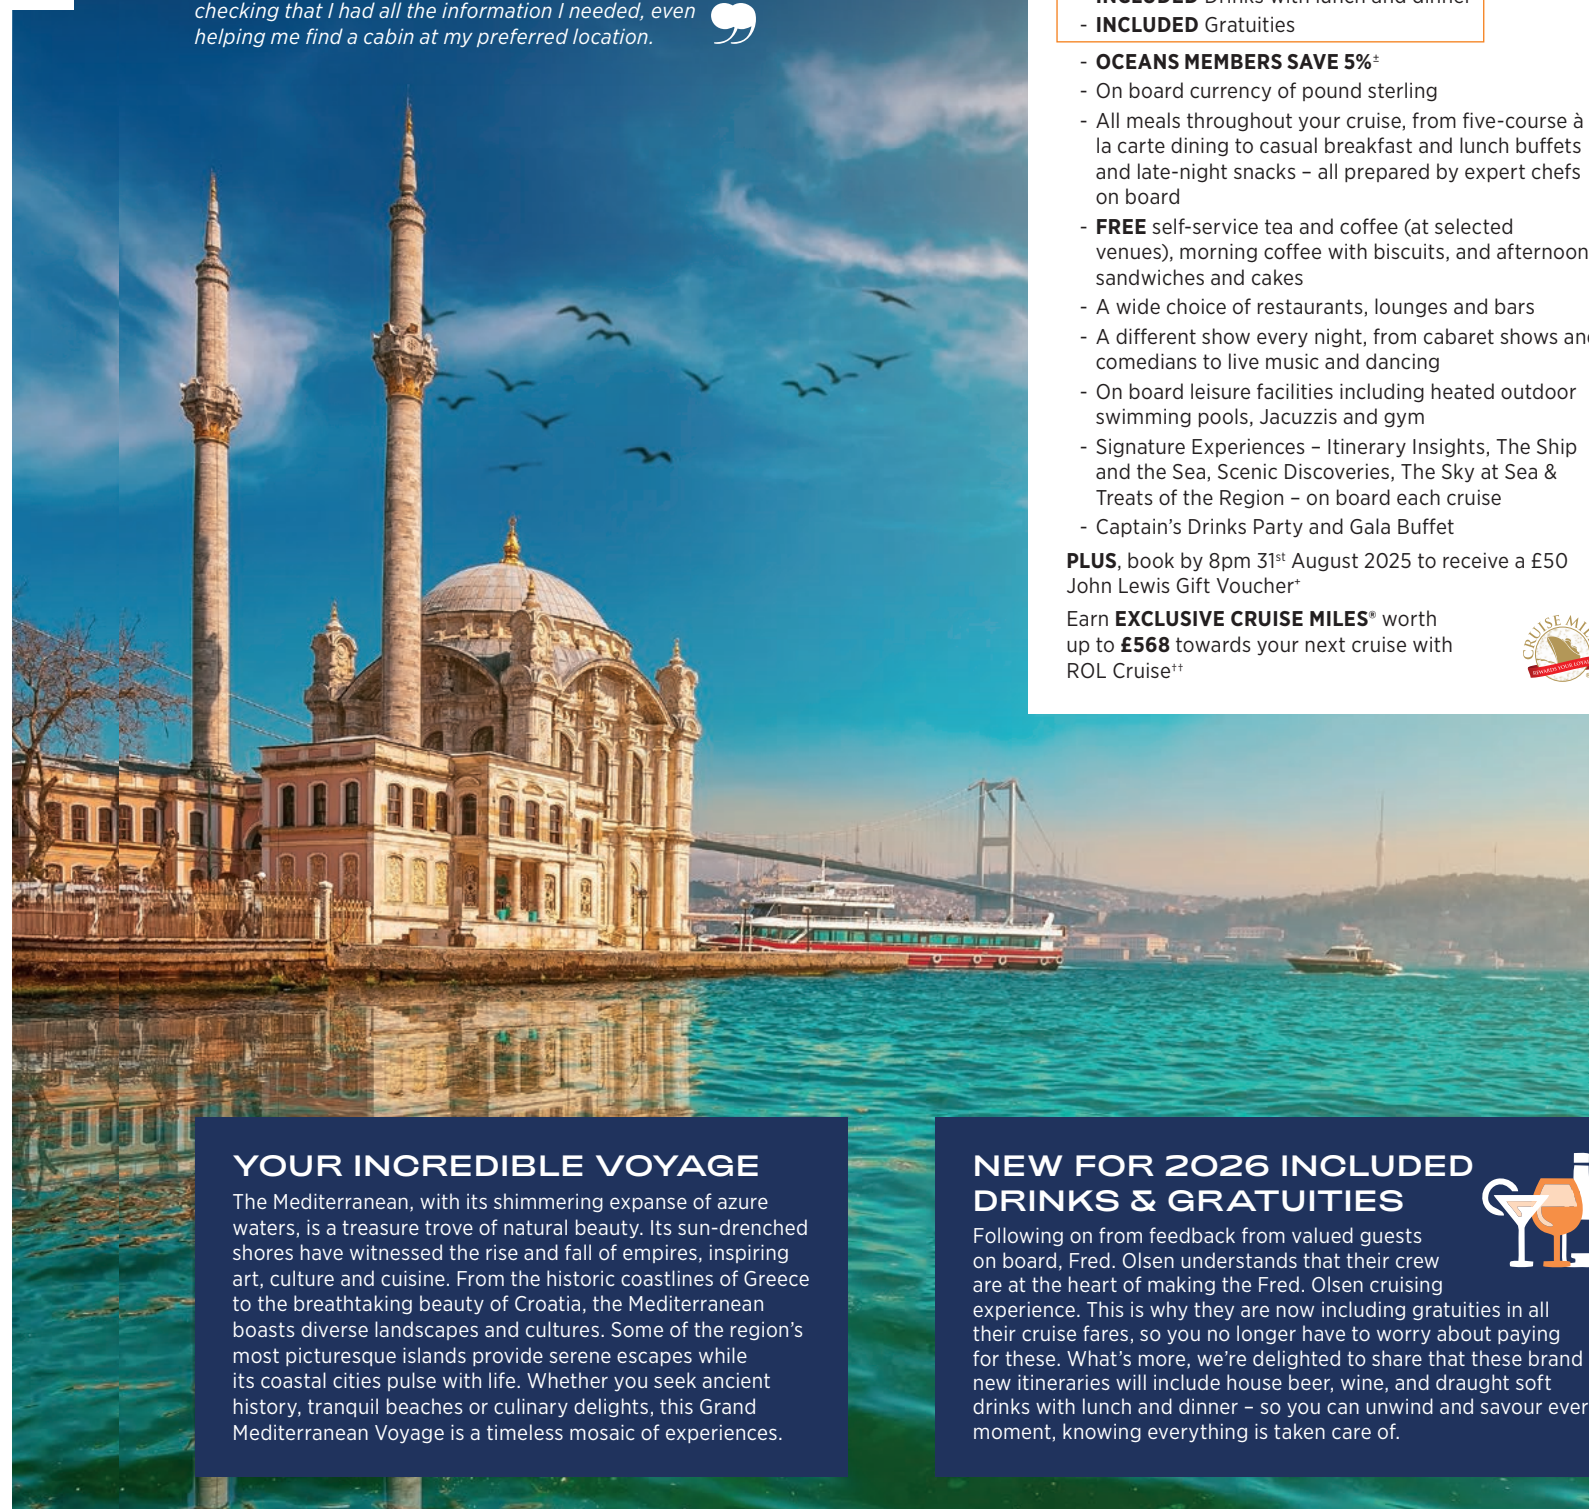 checking that I had all the information I needed, even
helping me find a cabin at my preferred location.
- INCLUDED Drinks with lunch and dinner
- INCLUDED Gratuities
- OCEANS MEMBERS SAVE 5%±
- On board currency of pound sterling
- All meals throughout your cruise, from five-course à
la carte dining to casual breakfast and lunch buffets
and late-night snacks – all prepared by expert chefs
on board
- FREE self-service tea and coffee (at selected
venues), morning coffee with biscuits, and afternoon
sandwiches and cakes
- A wide choice of restaurants, lounges and bars
- A different show every night, from cabaret shows and
comedians to live music and dancing
- On board leisure facilities including heated outdoor
swimming pools, Jacuzzis and gym
- Signature Experiences – Itinerary Insights, The Ship
and the Sea, Scenic Discoveries, The Sky at Sea &
Treats of the Region – on board each cruise
- Captain's Drinks Party and Gala Buffet
PLUS, book by 8pm 31st August 2025 to receive a £50
John Lewis Gift Voucher+
Earn EXCLUSIVE CRUISE MILES® worth
up to £568 towards your next cruise with
ROL Cruise††
CRUISE
REWARDS YOUR
YOUR INCREDIBLE VOYAGE
The Mediterranean, with its shimmering expanse of azure
waters, is a treasure trove of natural beauty. Its sun-drenched
shores have witnessed the rise and fall of empires, inspiring
art, culture and cuisine. From the historic coastlines of Greece
to the breathtaking beauty of Croatia, the Mediterranean
boasts diverse landscapes and cultures. Some of the region's
most picturesque islands provide serene escapes while
its coastal cities pulse with life. Whether you seek ancient
history, tranquil beaches or culinary delights, this Grand
Mediterranean Voyage is a timeless mosaic of experiences.
NEW FOR 2026 INCLUDED
DRINKS & GRATUITIES
Following on from feedback from valued guests
on board, Fred. Olsen understands that their crew
are at the heart of making the Fred. Olsen cruising
experience. This is why they are now including gratuities in all
their cruise fares, so you no longer have to worry about paying
for these. What's more, we're delighted to share that these brand
new itineraries will include house beer, wine, and draught soft
drinks with lunch and dinner – so you can unwind and savour ever
moment, knowing everything is taken care of.